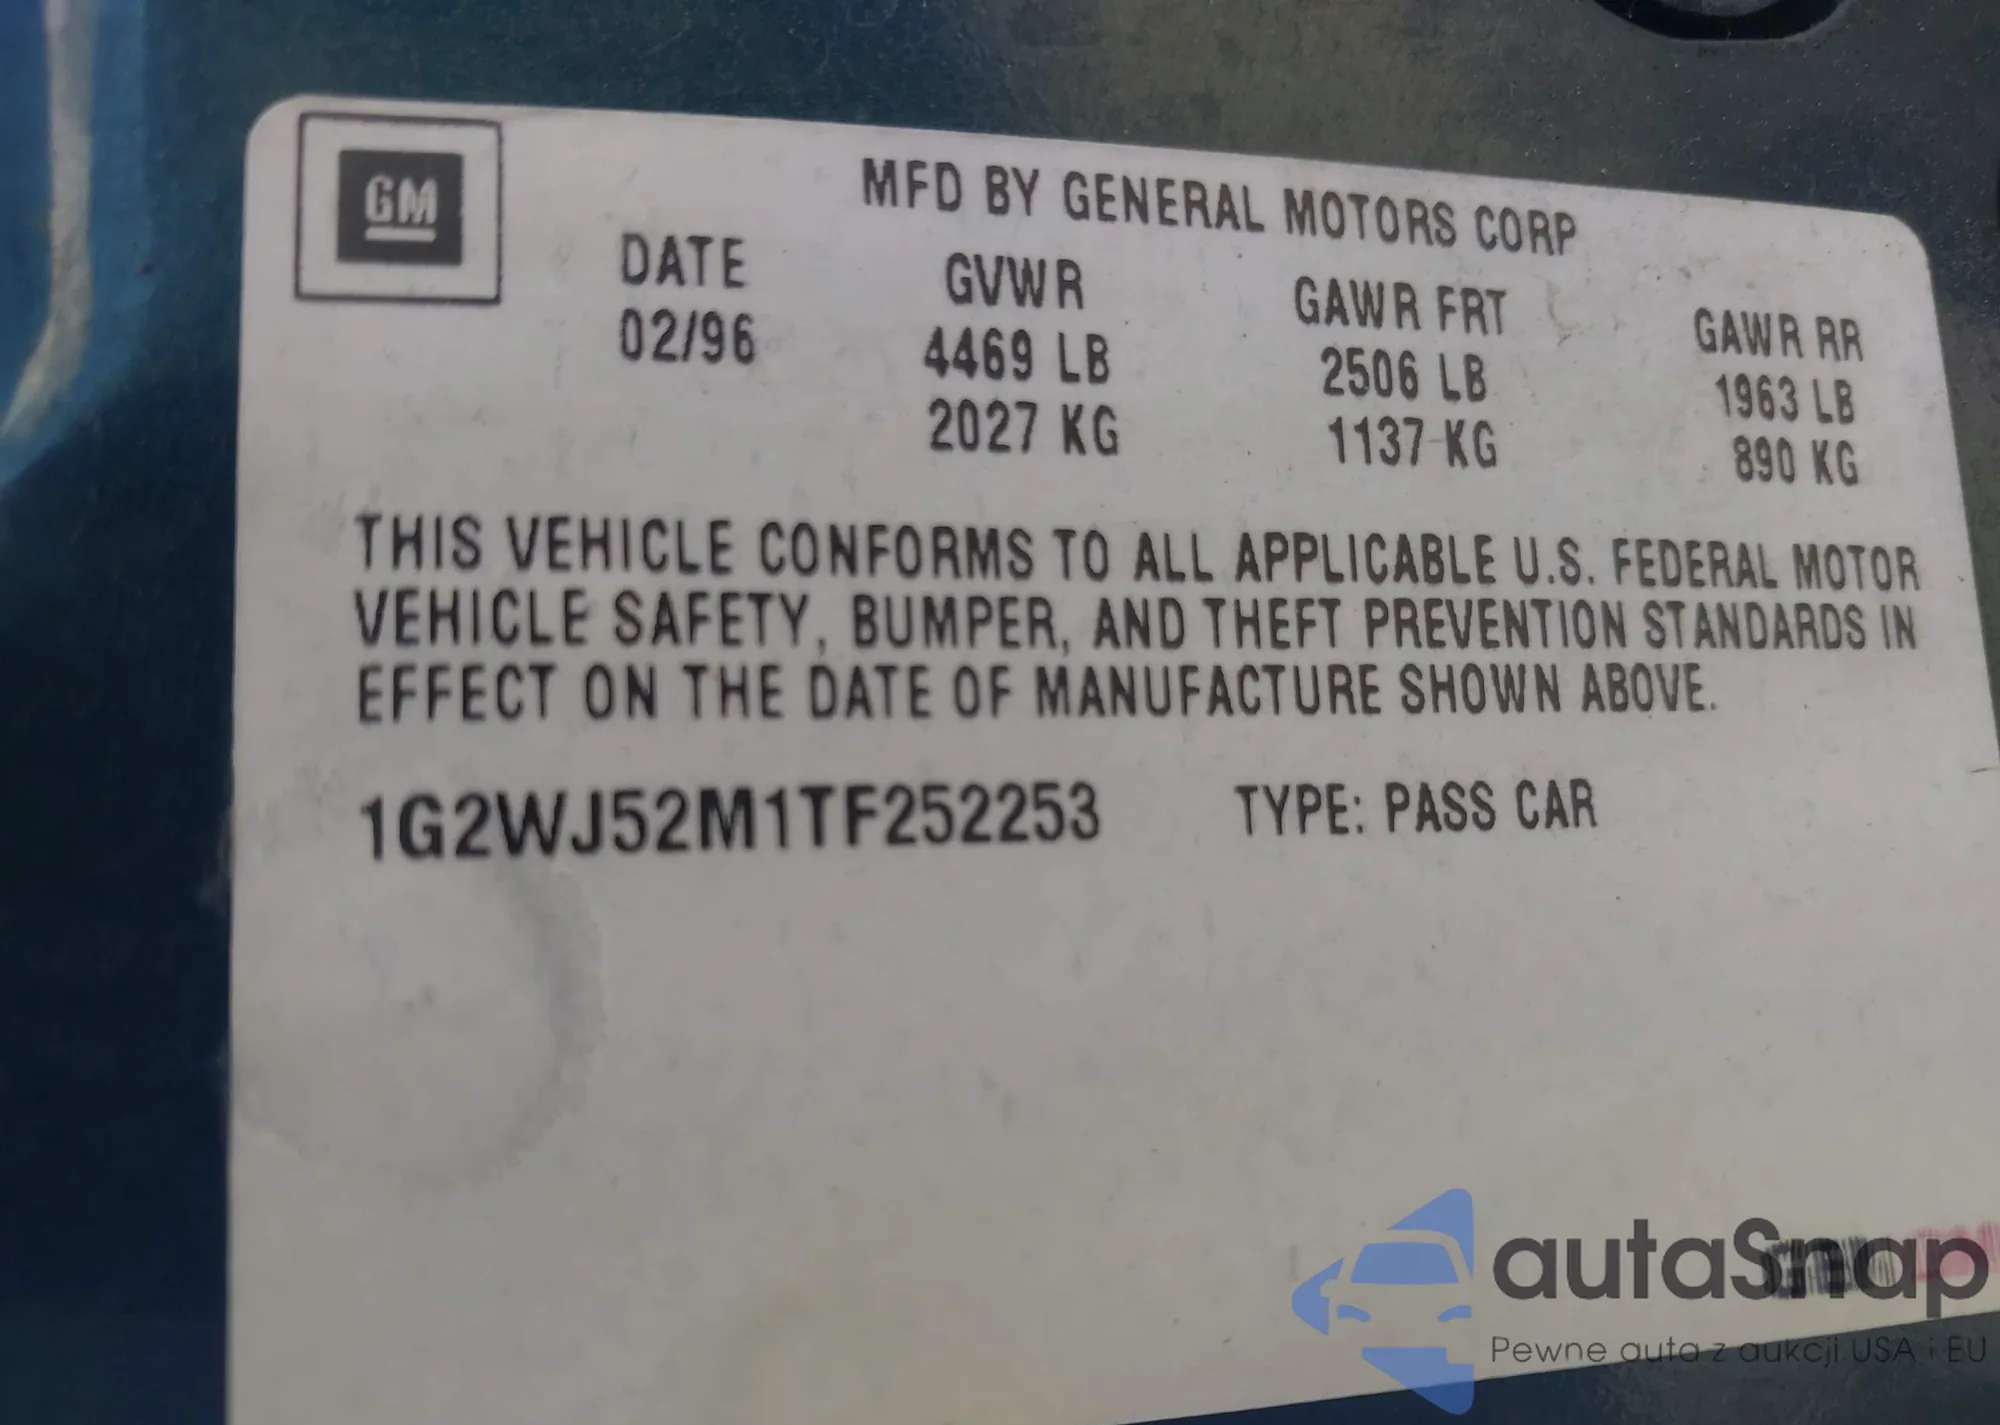 GM
MFD BY GENERAL MOTORS CORP
DATE GVWR GAWR FRT GAWR RR
02/96 4469 LB 2506 LB 1963 LB
2027 KG 1137 KG 890 KG
THIS VEHICLE CONFORMS TO ALL APPLICABLE U.S. FEDERAL MOTOR
VEHICLE SAFETY, BUMPER, AND THEFT PREVENTION STANDARDS IN
EFFECT ON THE DATE OF MANUFACTURE SHOWN ABOVE.
1G2WJ52M1TF252253 TYPE: PASS CAR
autaSnap
Pewne auta z aukcji USA i EU